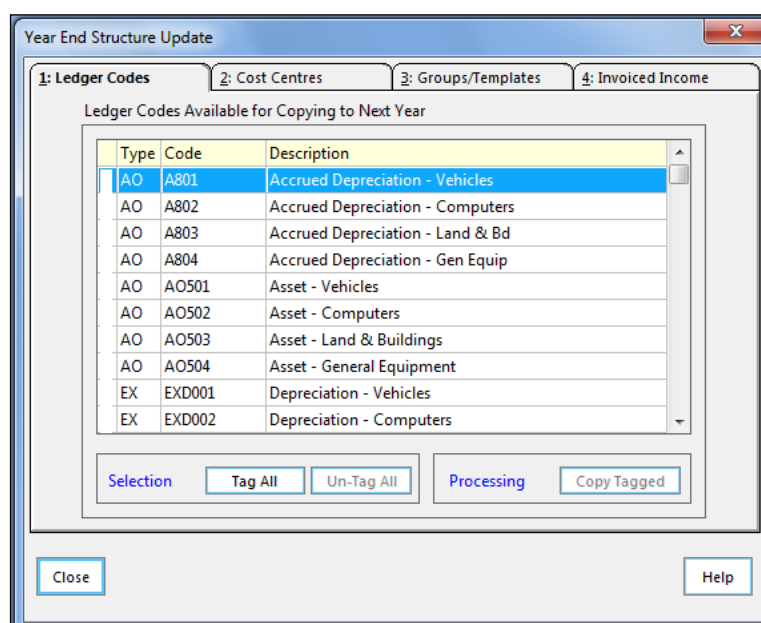 Year End Structure Update
1: Ledger Codes 2: Cost Centres 3: Groups/Templates 4: Invoiced Income
Ledger Codes Available for Copying to Next Year
Type Code Description
AO A801 Accrued Depreciation - Vehicles
AO A802 Accrued Depreciation - Computers
AO A803 Accrued Depreciation - Land & Bd
AO A804 Accrued Depreciation - Gen Equip
AO AO501 Asset - Vehicles
AO AO502 Asset - Computers
AO AO503 Asset - Land & Buildings
AO AO504 Asset - General Equipment
EX EXD001 Depreciation - Vehicles
EX EXD002 Depreciation - Computers
Selection Tag All Un-Tag All Processing Copy Tagged
Close Help